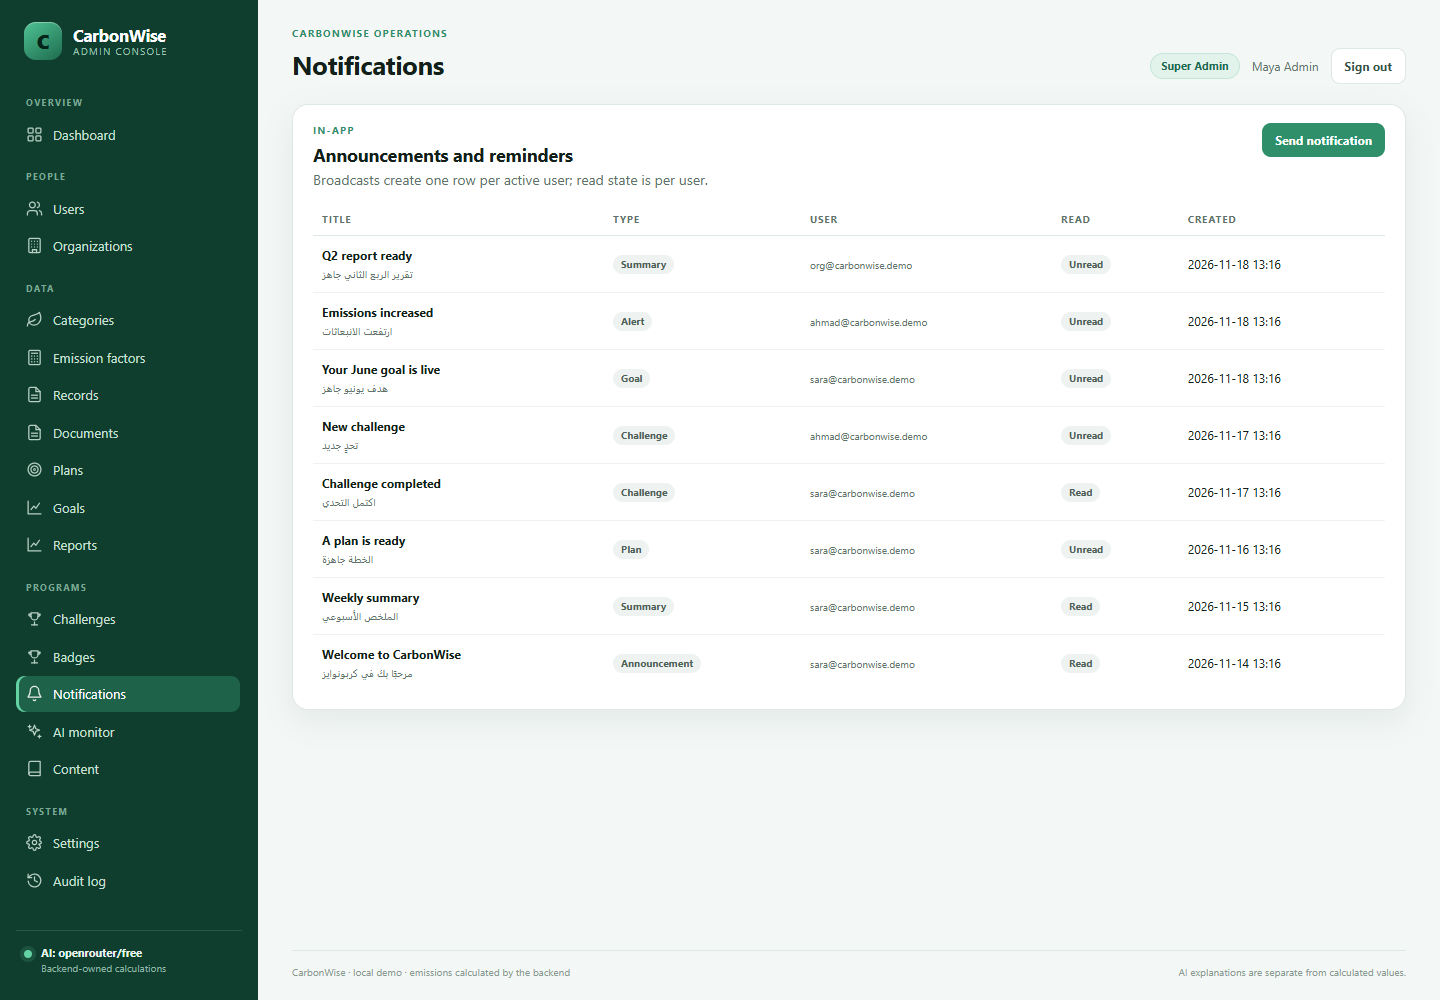 C
CarbonWise
ADMIN CONSOLE
OVERVIEW
Dashboard
PEOPLE
Users
Organizations
DATA
Categories
Emission factors
Records
Documents
Plans
Goals
Reports
PROGRAMS
Challenges
Badges
Notifications
AI monitor
Content
SYSTEM
Settings
Audit log
AI: openrouter/free
Backend-owned calculations
CARBONWISE OPERATIONS
Notifications
Super Admin Maya Admin Sign out
IN-APP
Announcements and reminders
Send notification
Broadcasts create one row per active user; read state is per user.
TITLE TYPE USER READ CREATED
Q2 report ready
تقرير الربع الثاني جاهز
Summary org@carbonwise.demo Unread 2026-11-18 13:16
Emissions increased
ارتفعت الانبعاثات
Alert ahmad@carbonwise.demo Unread 2026-11-18 13:16
Your June goal is live
هدف يونيو جاهز
Goal sara@carbonwise.demo Unread 2026-11-18 13:16
New challenge
تحدٍ جديد
Challenge ahmad@carbonwise.demo Unread 2026-11-17 13:16
Challenge completed
اكتمل التحدي
Challenge sara@carbonwise.demo Read 2026-11-17 13:16
A plan is ready
الخطة جاهزة
Plan sara@carbonwise.demo Unread 2026-11-16 13:16
Weekly summary
الملخص الأسبوعي
Summary sara@carbonwise.demo Read 2026-11-15 13:16
Welcome to CarbonWise
مرحبًا بك في كربونوايز
Announcement sara@carbonwise.demo Read 2026-11-14 13:16
CarbonWise · local demo · emissions calculated by the backend
AI explanations are separate from calculated values.